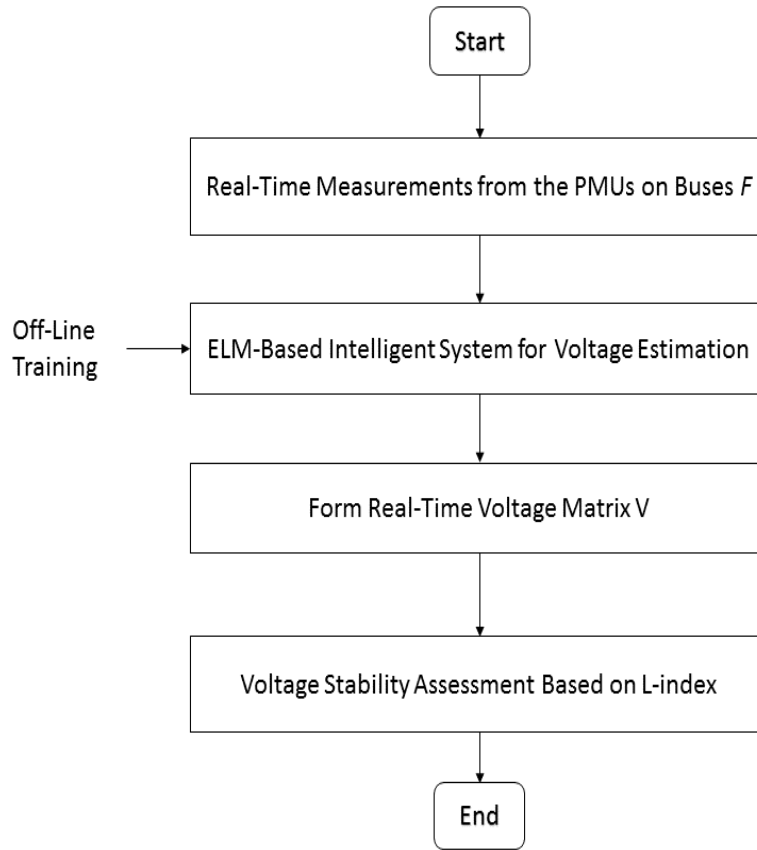 Start
Real-Time Measurements from the PMUs on Buses F
Off-Line
Training
ELM-Based Intelligent System for Voltage Estimation
Form Real-Time Voltage Matrix V
Voltage Stability Assessment Based on L-index
End